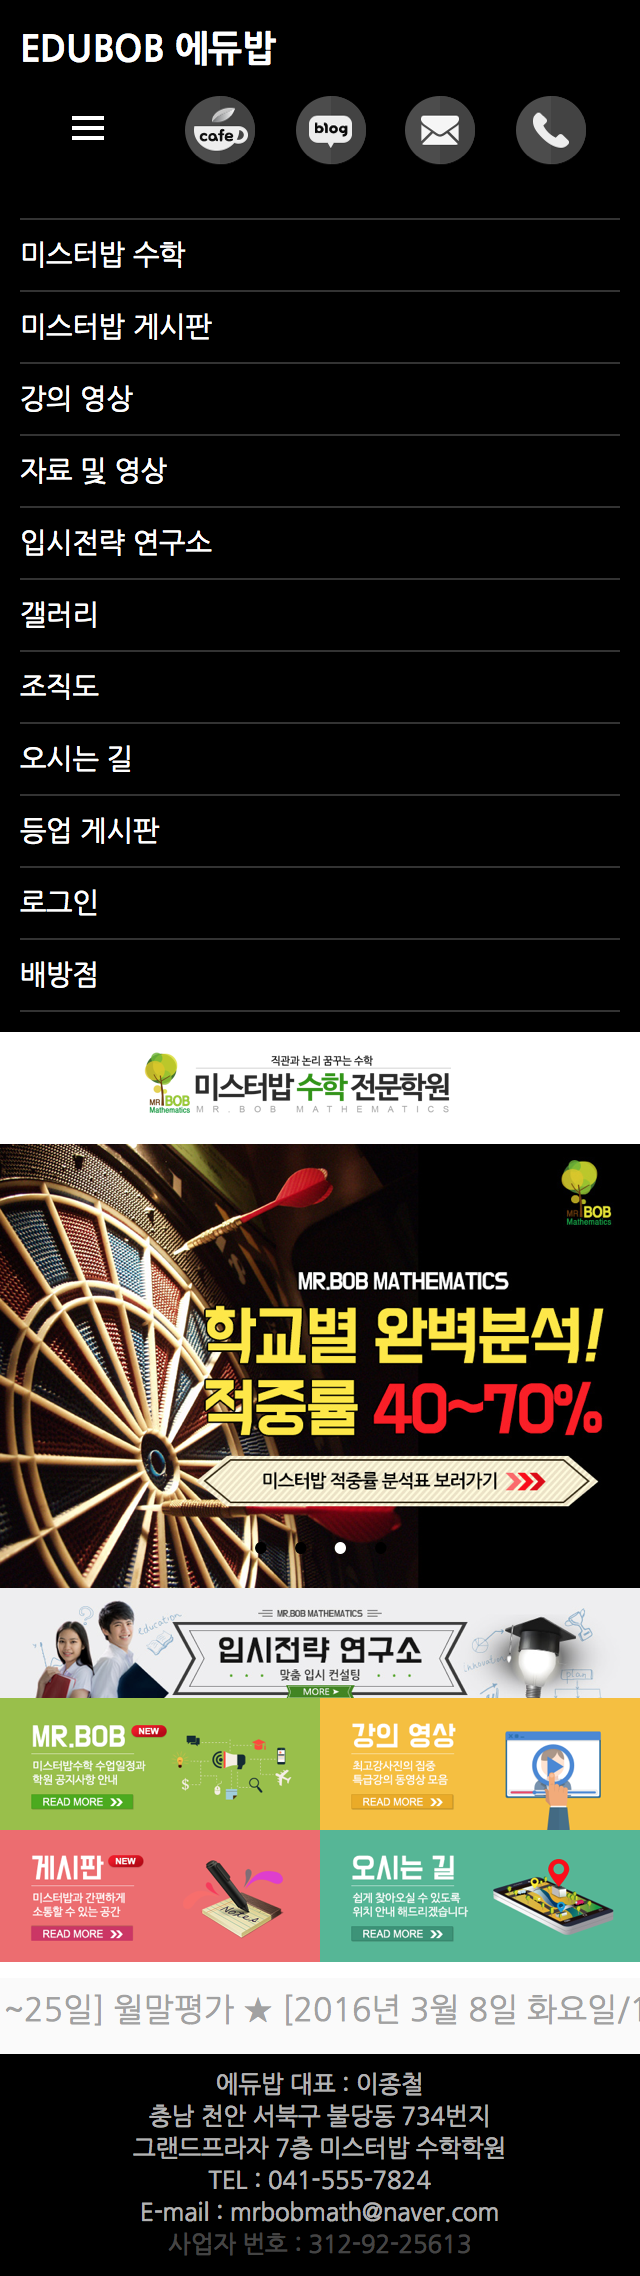 EDUBOB 에듀밥
cafe
blog
미스터밥 수학
미스터밥 게시판
강의 영상
자료 및 영상
입시전략 연구소
갤러리
조직도
오시는 길
등업 게시판
로그인
배방점
직관과 논리 꿈꾸는 수학
미스터밥 수학 전문학원
MR.BOB MATHEMATICS
MR.BOB
Mathematics
MR.BOB
Mathematics
MR.BOB MATHEMATICS
학교별 완벽분석!
적중률 40~70%
미스터밥 적중률 분석표 보러가기
MR.BOB MATHEMATICS
education
입시전략 연구소
맞춤 입시 컨설팅
innovation
plan
MORE
MR.BOB NEW
미스터밥수학 수업일정과
학원 공지사항 안내
READ MORE
강의 영상
최고강사진의 집중
특급강의 동영상 모음
READ MORE
게시판 NEW
미스터밥과 간편하게
소통할 수 있는 공간
READ MORE
Notes
오시는 길
쉽게 찾아오실 수 있도록
위치 안내 해드리겠습니다
READ MORE
~25일] 월말평가 ★ [2016년 3월 8일 화요일/1
에듀밥 대표 : 이종철
충남 천안 서북구 불당동 734번지
그랜드프라자 7층 미스터밥 수학학원
TEL : 041-555-7824
E-mail : mrbobmath@naver.com
사업자 번호 : 312-92-25613